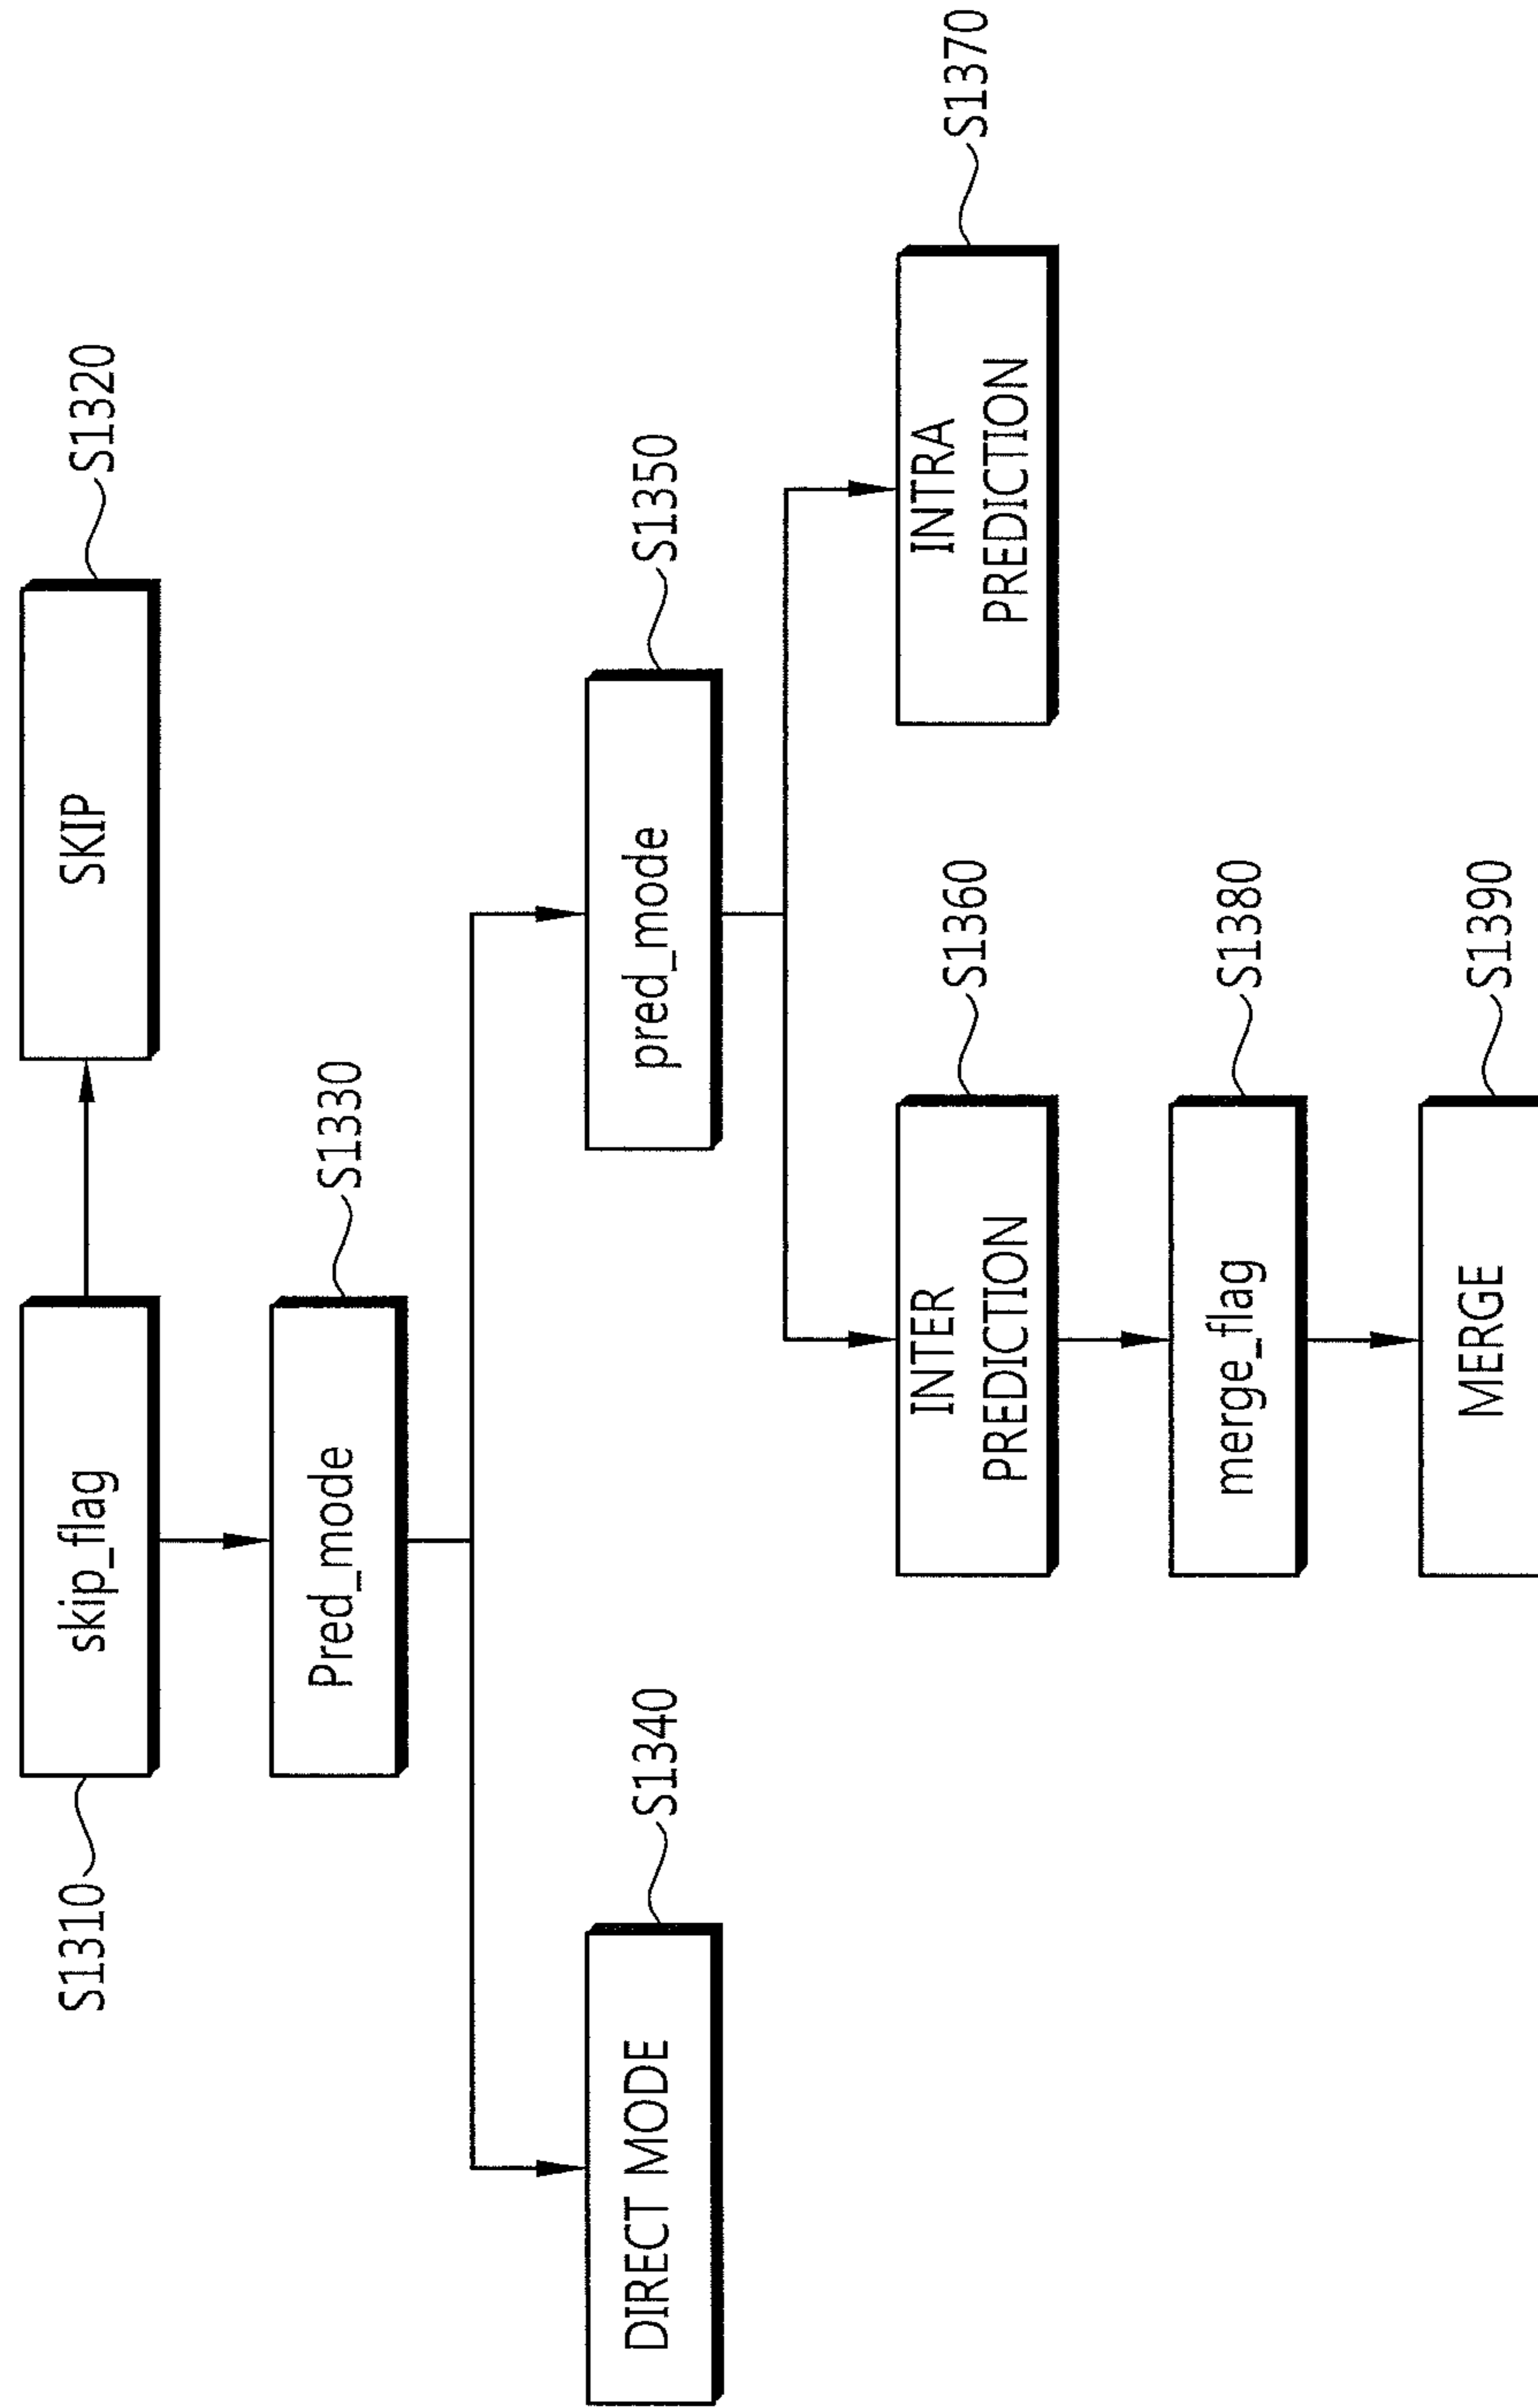 S1310
skip_flag
SKIP
S1320
Pred_mode
S1330
DIRECT MODE
S1340
pred_mode
S1350
INTER
PREDICTION
S1360
INTRA
PREDICTION
S1370
merge_flag
S1380
MERGE
S1390